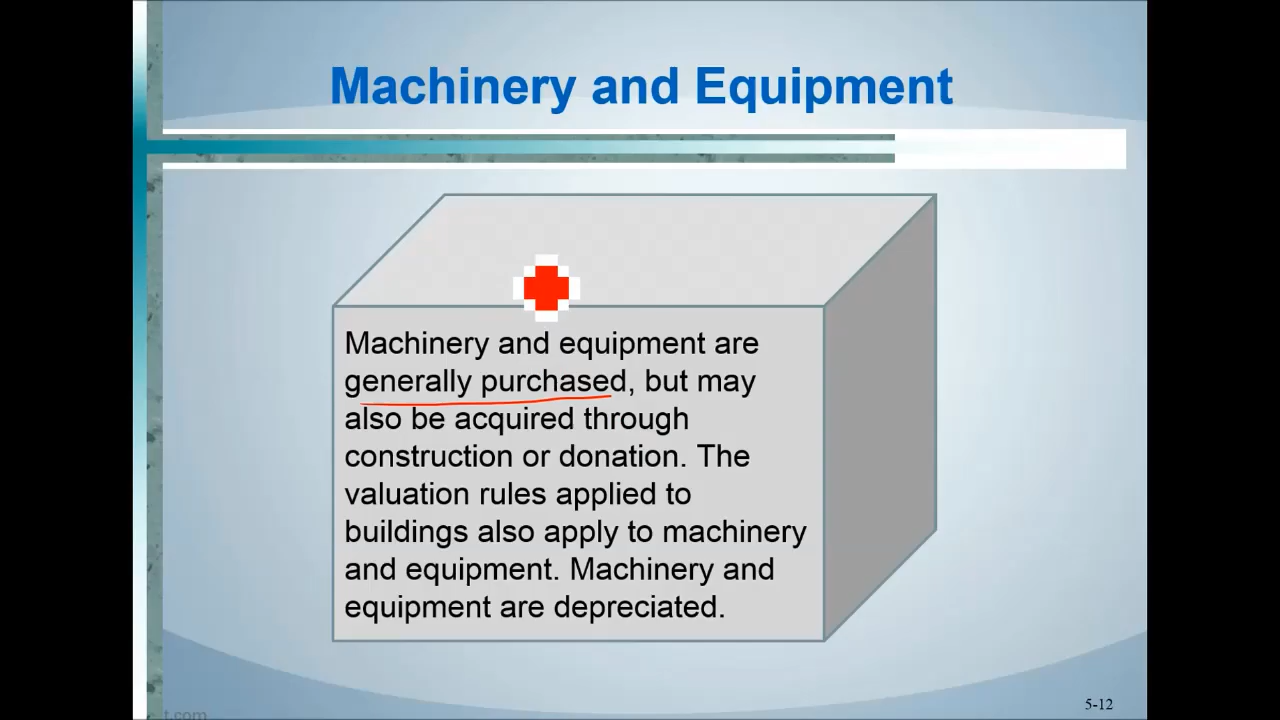 Machinery and Equipment
Machinery and equipment are
generally purchased, but may
also be acquired through
construction or donation. The
valuation rules applied to
buildings also apply to machinery
and equipment. Machinery and
equipment are depreciated.
5-12
t.com